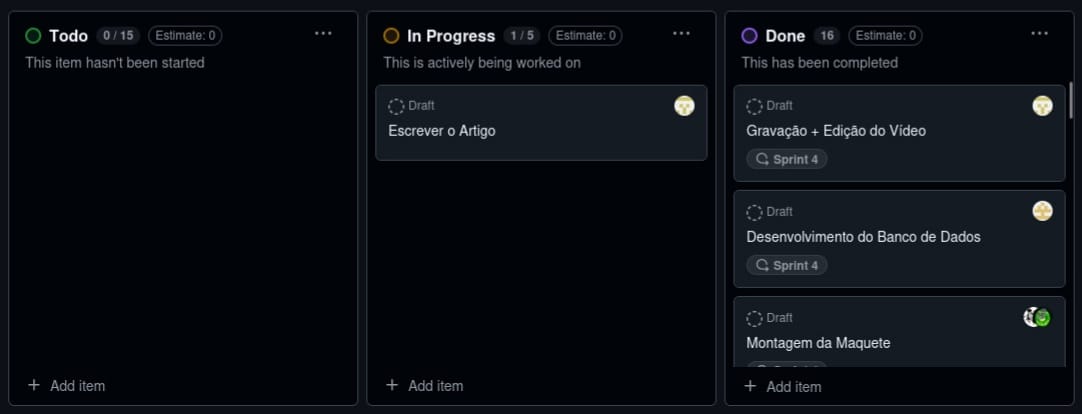 Todo 0 / 15 Estimate: 0 ...
This item hasn't been started
+ Add item
In Progress 1 / 5 Estimate: 0 ...
This is actively being worked on
Draft
Escrever o Artigo
+ Add item
Done 16 Estimate: 0 ...
This has been completed
Draft
Gravação + Edição do Vídeo
Sprint 4
Draft
Desenvolvimento do Banco de Dados
Sprint 4
Draft
Montagem da Maquete
+ Add item